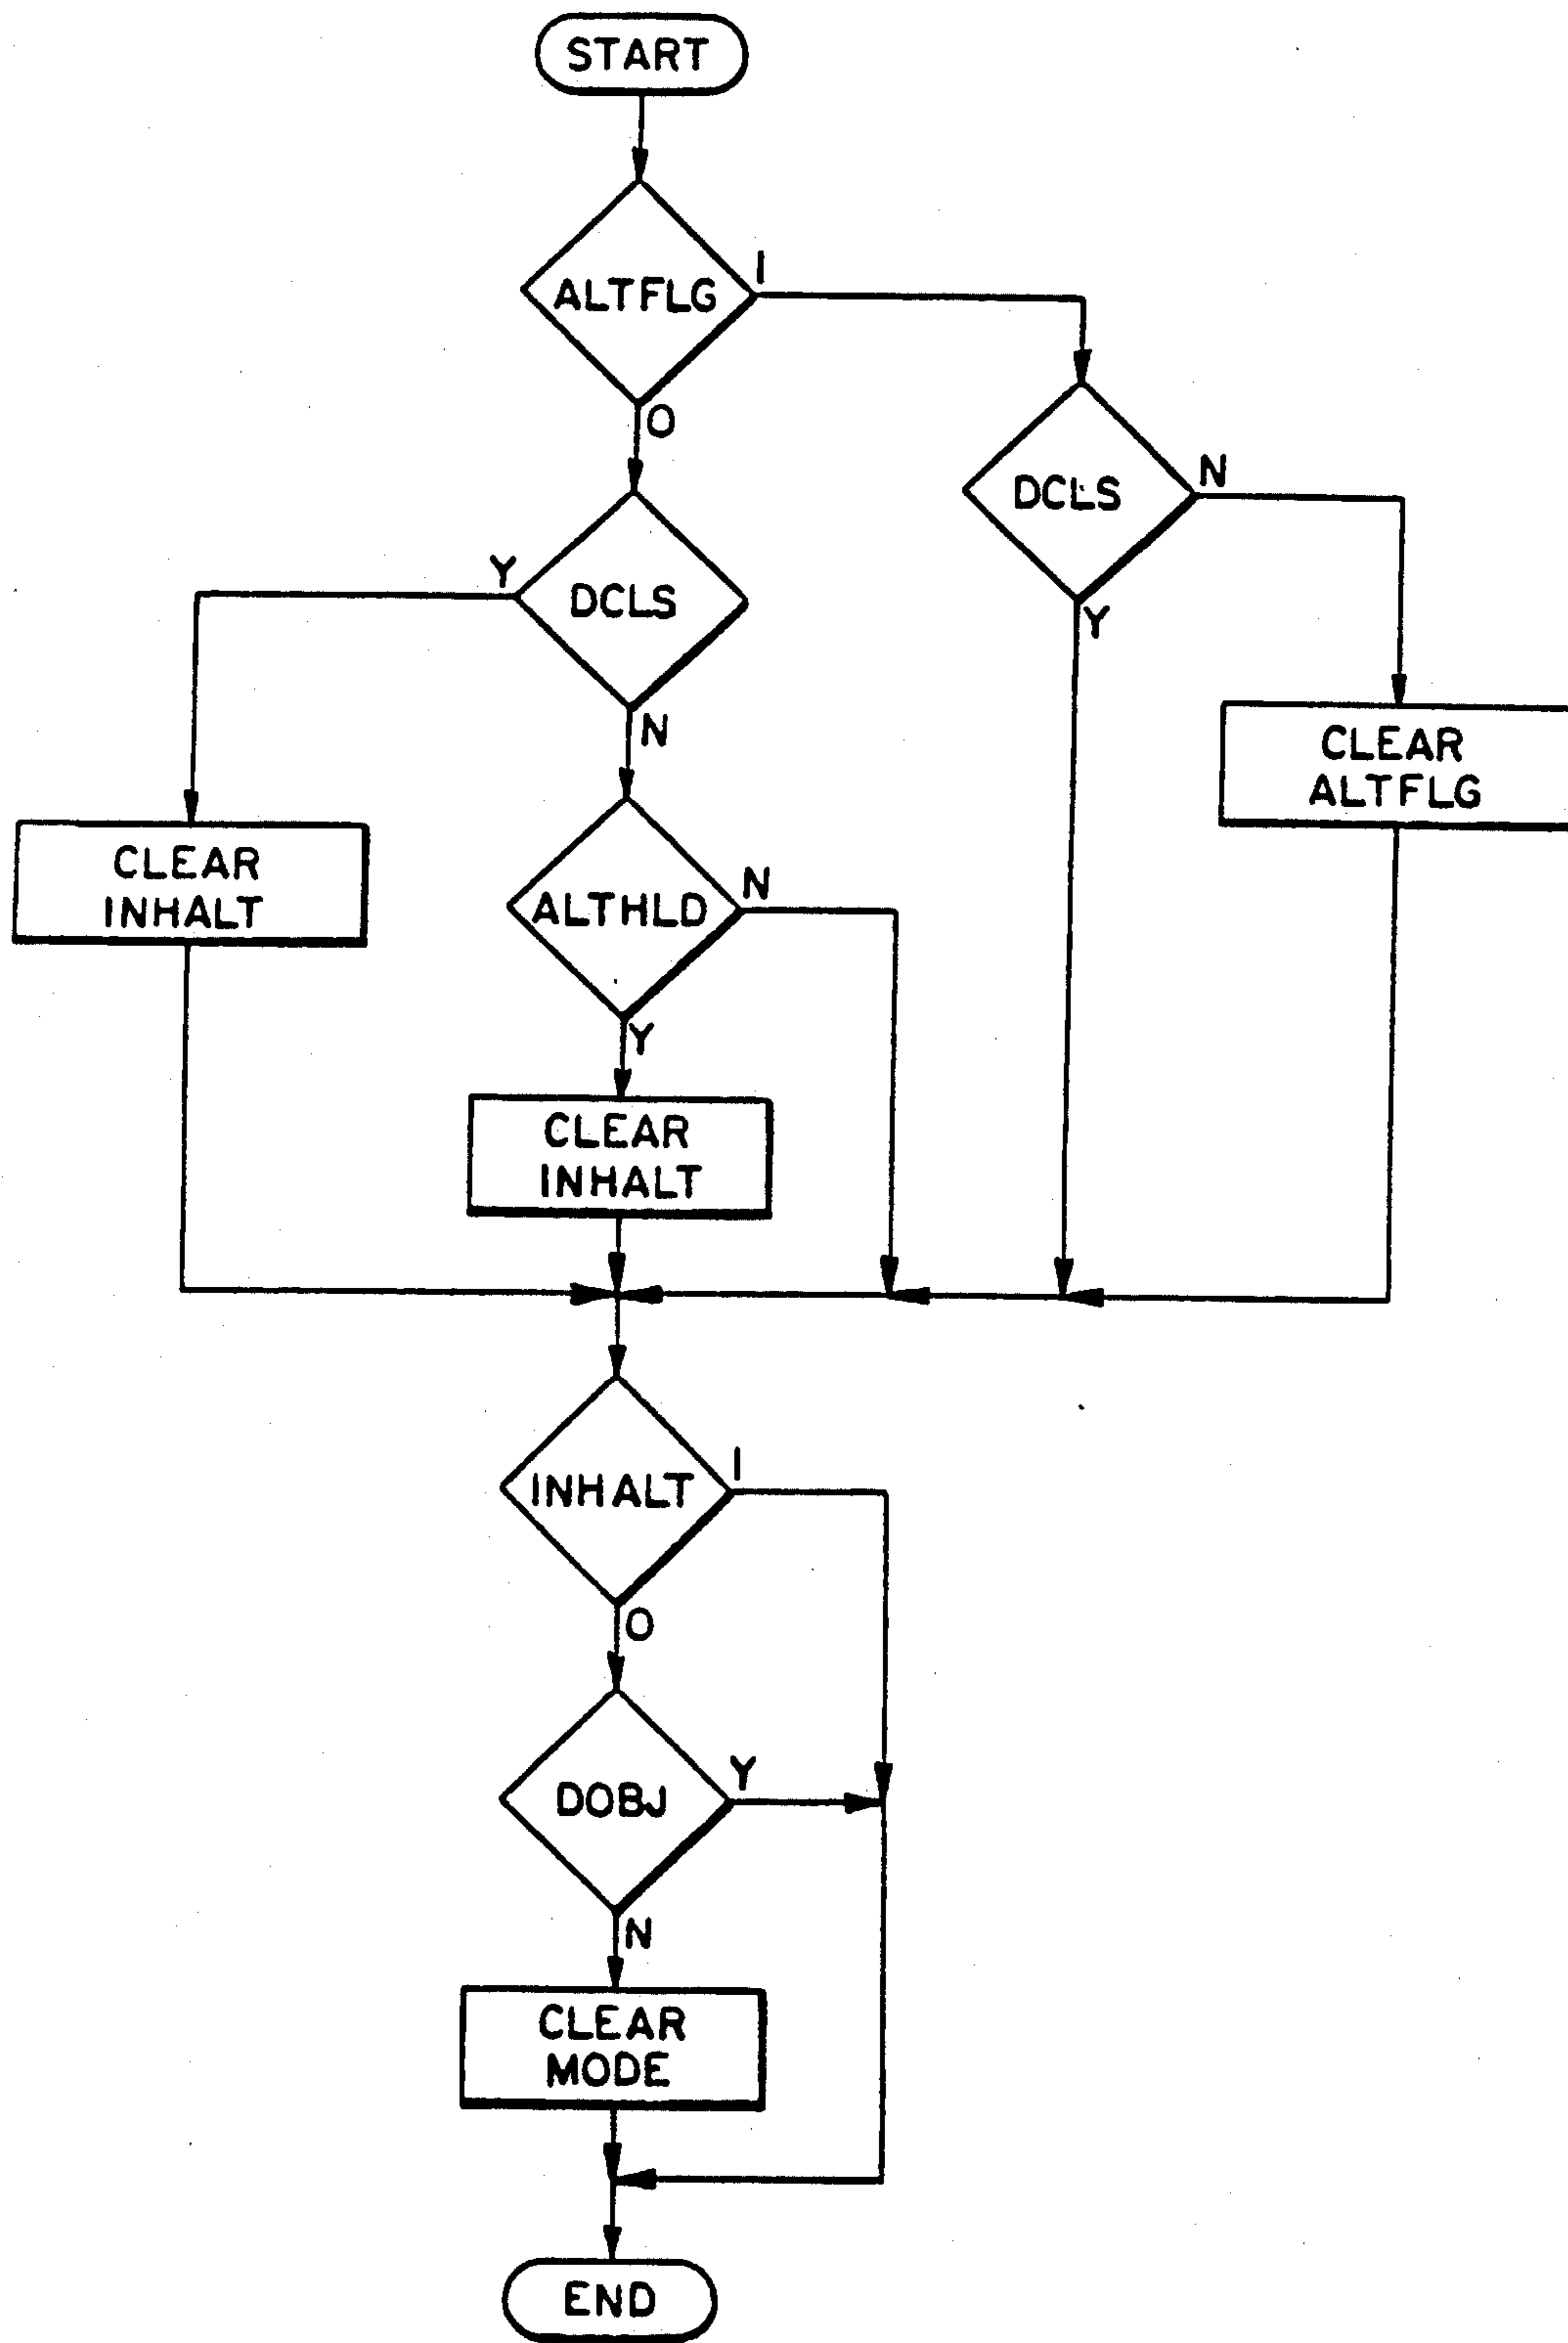 START
ALTFLG
I
O
DCLS
N
Y
DCLS
Y
N
CLEAR
ALTFLG
CLEAR
INHALT
ALTHLD
N
Y
CLEAR
INHALT
INHALT
I
O
DOBJ
Y
N
CLEAR
MODE
END